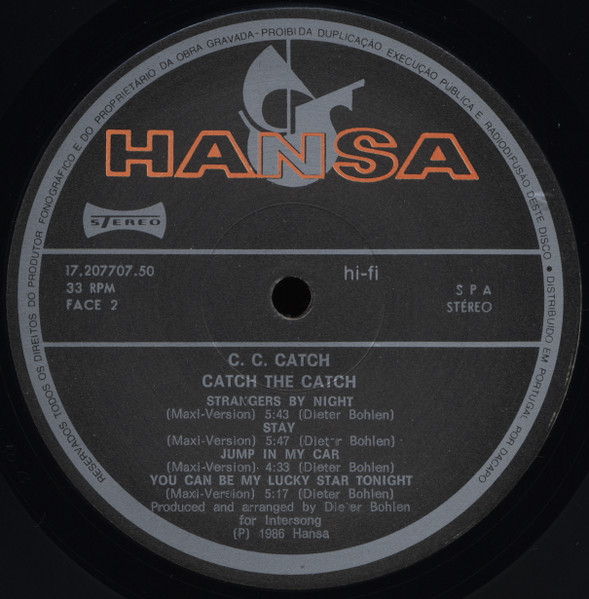 RESERVADOS TODOS OS DIREITOS DO PRODUTOR FONOGRÁFICO E DO PROPRIETÁRIO DA OBRA GRAVADA-PROIBIDA DUPLICAÇÃO, EXECUÇÃO PÚBLICA E RADIODIFUSÃO DESTE DISCO • DISTRIBUIDO EM PORTUGAL POR DACAPO
HANSA
STEREO
17.207707.50
33 RPM
FACE 2
hi-fi
S P A
STÉREO
C. C. CATCH
CATCH THE CATCH
STRANGERS BY NIGHT
(Maxi-Version) 5:43 (Dieter Bohlen)
STAY
(Maxi-Version) 5:47 (Dieter Bohlen)
JUMP IN MY CAR
(Maxi-Version) 4:33 (Dieter Bohlen)
YOU CAN BE MY LUCKY STAR TONIGHT
(Maxi-Version) 5:17 (Dieter Bohlen)
Produced and arranged by Dieter Bohlen
for Intersong
(P) 1986 Hansa